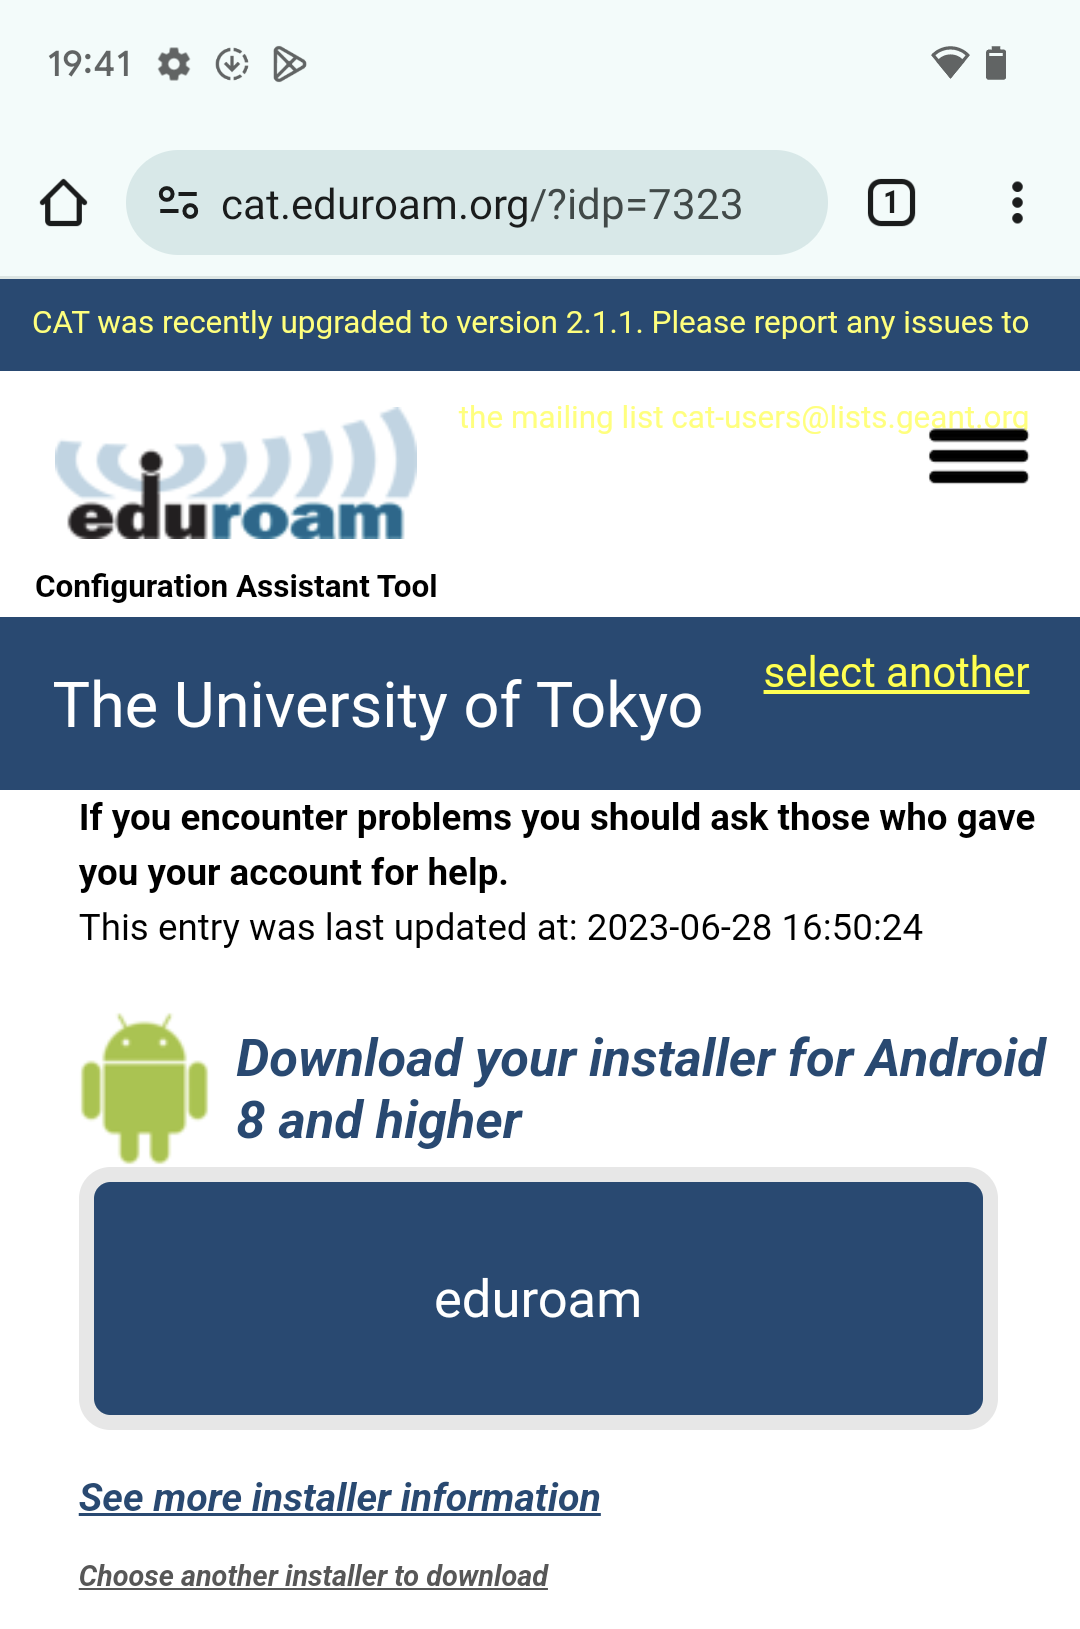 19:41
cat.eduroam.org/?idp=7323
1
CAT was recently upgraded to version 2.1.1. Please report any issues to
the mailing list cat-users@lists.geant.org
eduroam
Configuration Assistant Tool
The University of Tokyo
select another
If you encounter problems you should ask those who gave
you your account for help.
This entry was last updated at: 2023-06-28 16:50:24
Download your installer for Android
8 and higher
eduroam
See more installer information
Choose another installer to download